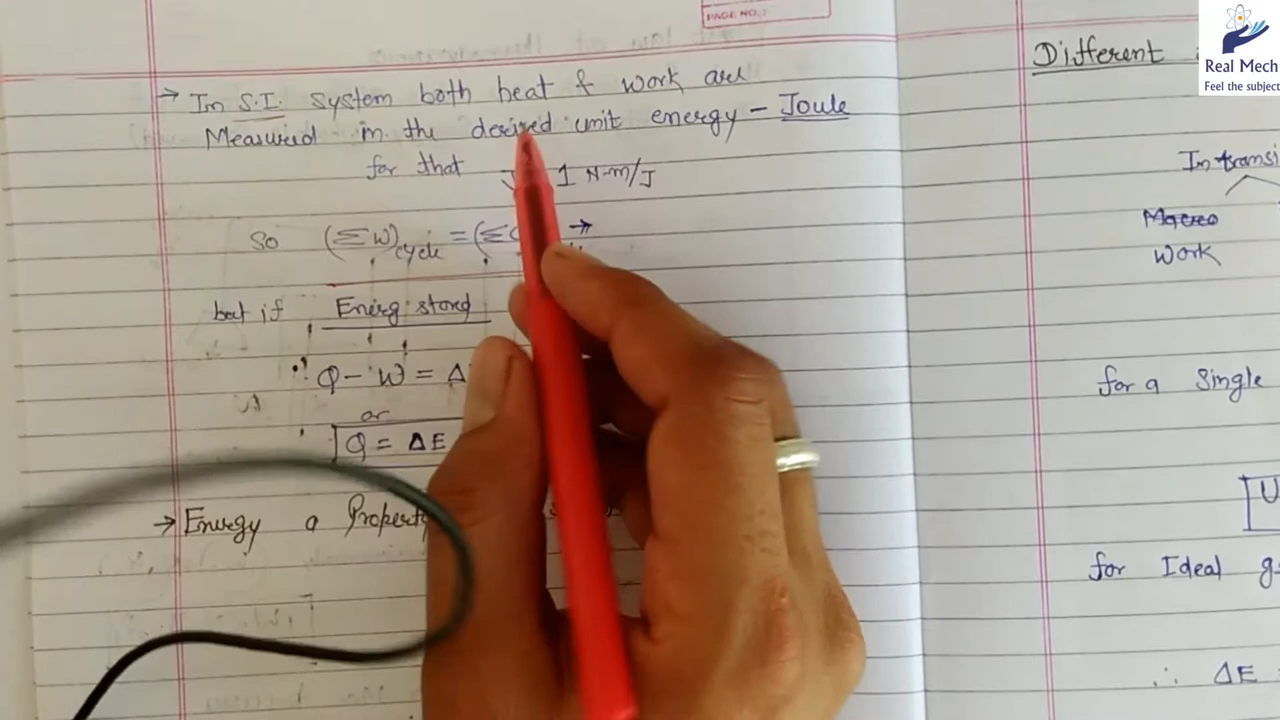 PAGE NO.:
→ In S.I. System both heat & work are
Measured in the derived unit energy - Joule
for that 1 N-m/J
So (ΣW)cycle = (Σ
but if Energ stored
∵ Q - W = Δ
or
Q = ΔE
→ Energy a Property
Different
In transi
Macro
Work
for a Single
U
for Ideal g
∴ ΔE
Real Mech
Feel the subject